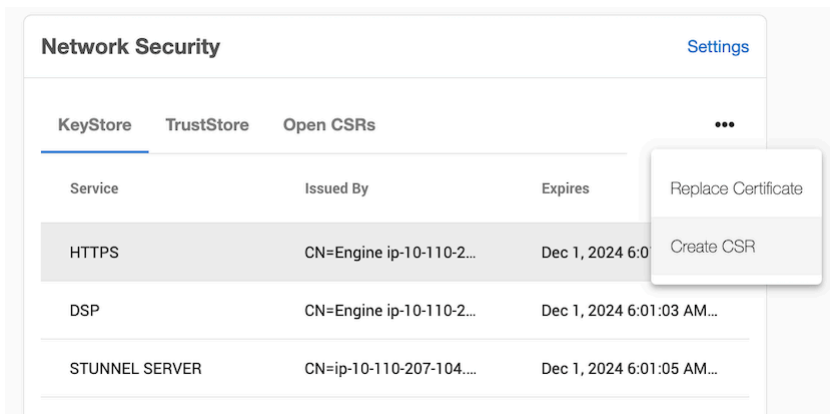 Network Security
Settings
KeyStore TrustStore Open CSRs •••
Service Issued By Expires Replace Certificate
Create CSR
HTTPS CN=Engine ip-10-110-2... Dec 1, 2024 6:0
DSP CN=Engine ip-10-110-2... Dec 1, 2024 6:01:03 AM...
STUNNEL SERVER CN=ip-10-110-207-104.... Dec 1, 2024 6:01:05 AM...